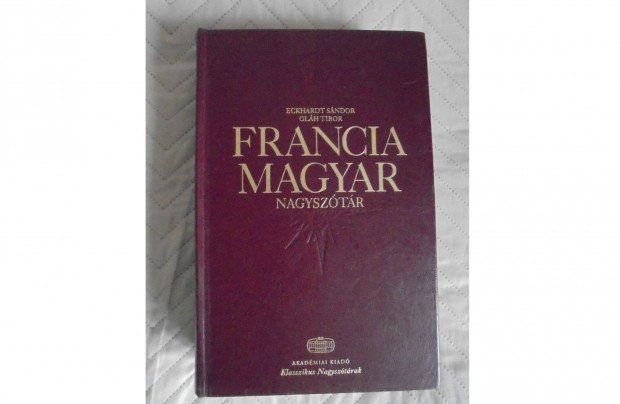 ECKHARDT SÁNDOR
OLÁH TIBOR
FRANCIA
MAGYAR
NAGYSZÓTÁR
AKADÉMIAI KIADÓ
Klasszikus Nagyszótárak